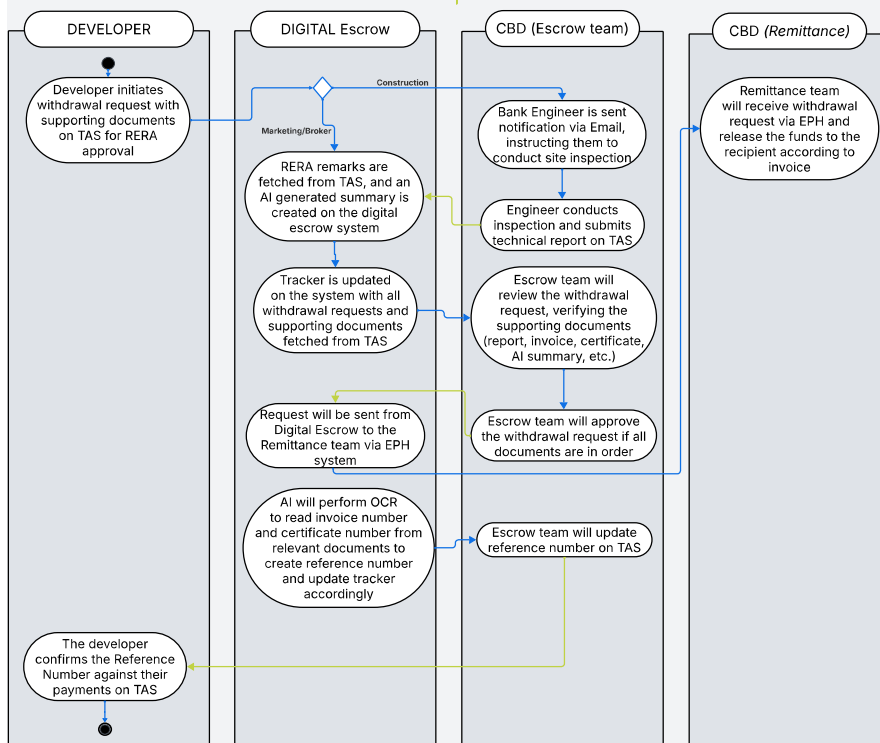 DEVELOPER
DIGITAL Escrow
CBD (Escrow team)
CBD (Remittance)
Developer initiates
withdrawal request with
supporting documents
on TAS for RERA
approval
Construction
Marketing/Broker
Bank Engineer is sent
notification via Email,
instructing them to
conduct site inspection
Remittance team
will receive withdrawal
request via EPH and
release the funds to the
recipient according to
invoice
RERA remarks are
fetched from TAS, and an
AI generated summary is
created on the digital
escrow system
Engineer conducts
inspection and submits
technical report on TAS
Tracker is updated
on the system with all
withdrawal requests and
supporting documents
fetched from TAS
Escrow team will
review the withdrawal
request, verifying the
supporting documents
(report, invoice, certificate,
AI summary, etc.)
Request will be sent from
Digital Escrow to the
Remittance team via EPH
system
Escrow team will approve
the withdrawal request if all
documents are in order
AI will perform OCR
to read invoice number
and certificate number from
relevant documents to
create reference number
and update tracker
accordingly
Escrow team will update
reference number on TAS
The developer
confirms the Reference
Number against their
payments on TAS